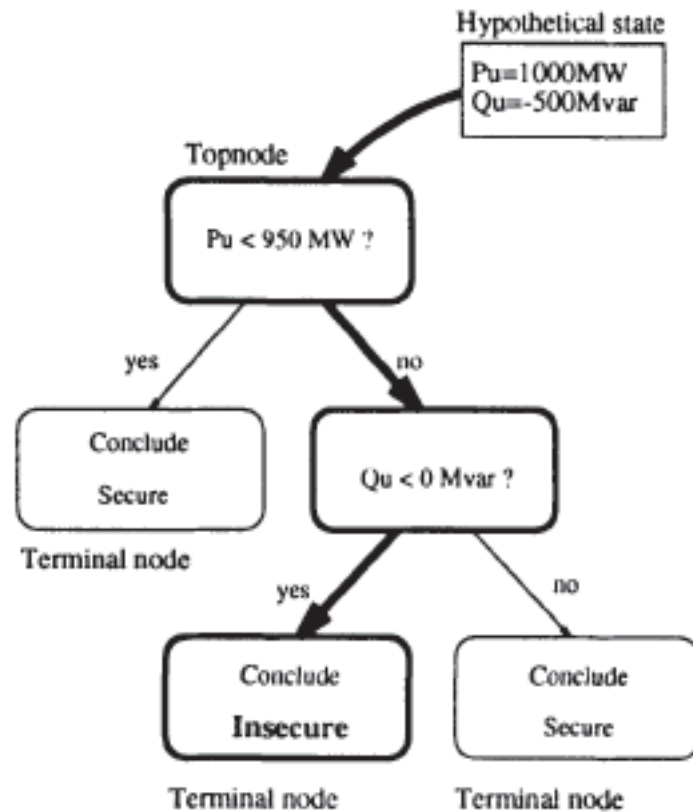 Hypothetical state
Pu=1000MW
Qu=-500Mvar
Topnode
Pu < 950 MW ?
yes
no
Conclude
Secure
Terminal node
Qu < 0 Mvar ?
yes
no
Conclude
Insecure
Terminal node
Conclude
Secure
Terminal node